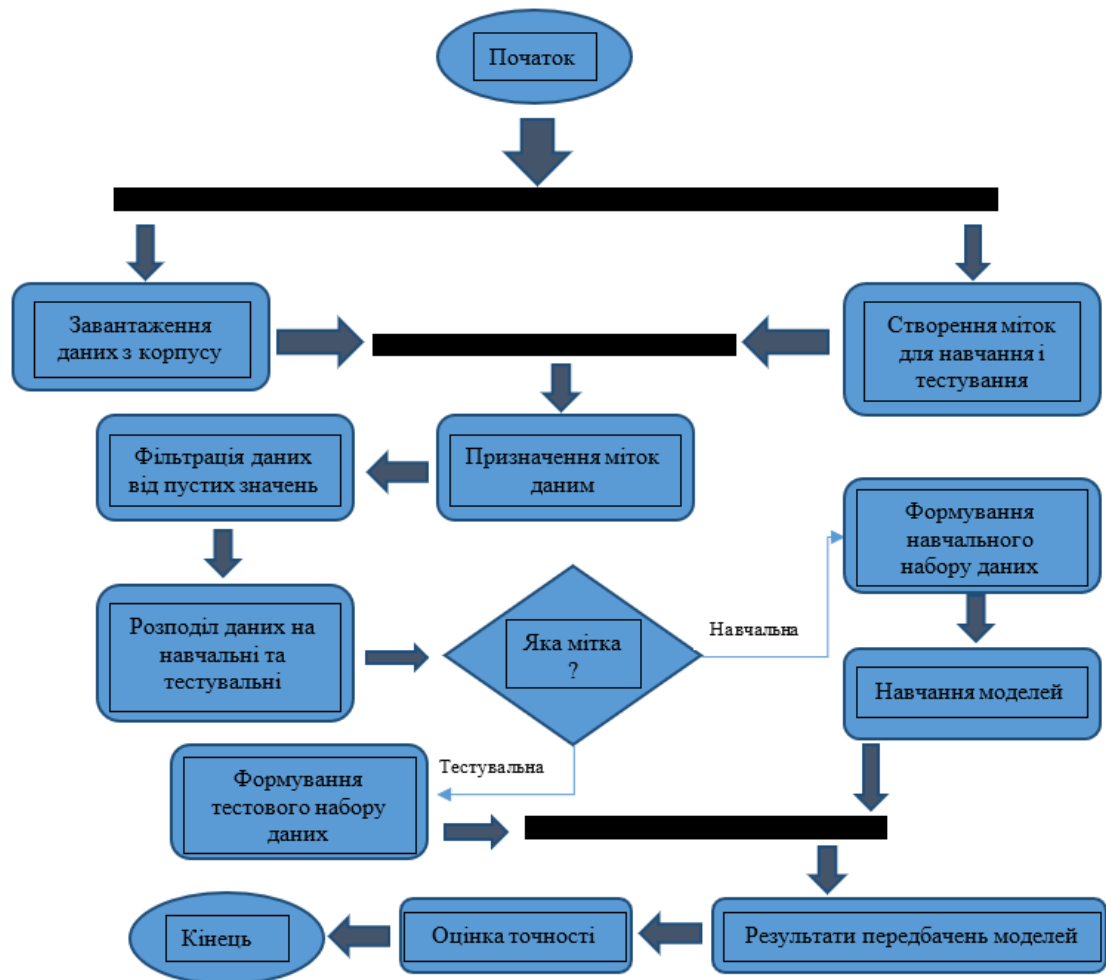 Початок
Завантаження
даних з корпусу
Створення міток
для навчання і
тестування
Призначення міток
даним
Фільтрація даних
від пустих значень
Розподіл даних на
навчальні та
тестувальні
Яка мітка
?
Навчальна
Формування
навчального
набору даних
Навчання моделей
Тестувальна
Формування
тестового набору
даних
Результати передбачень моделей
Оцінка точності
Кінець